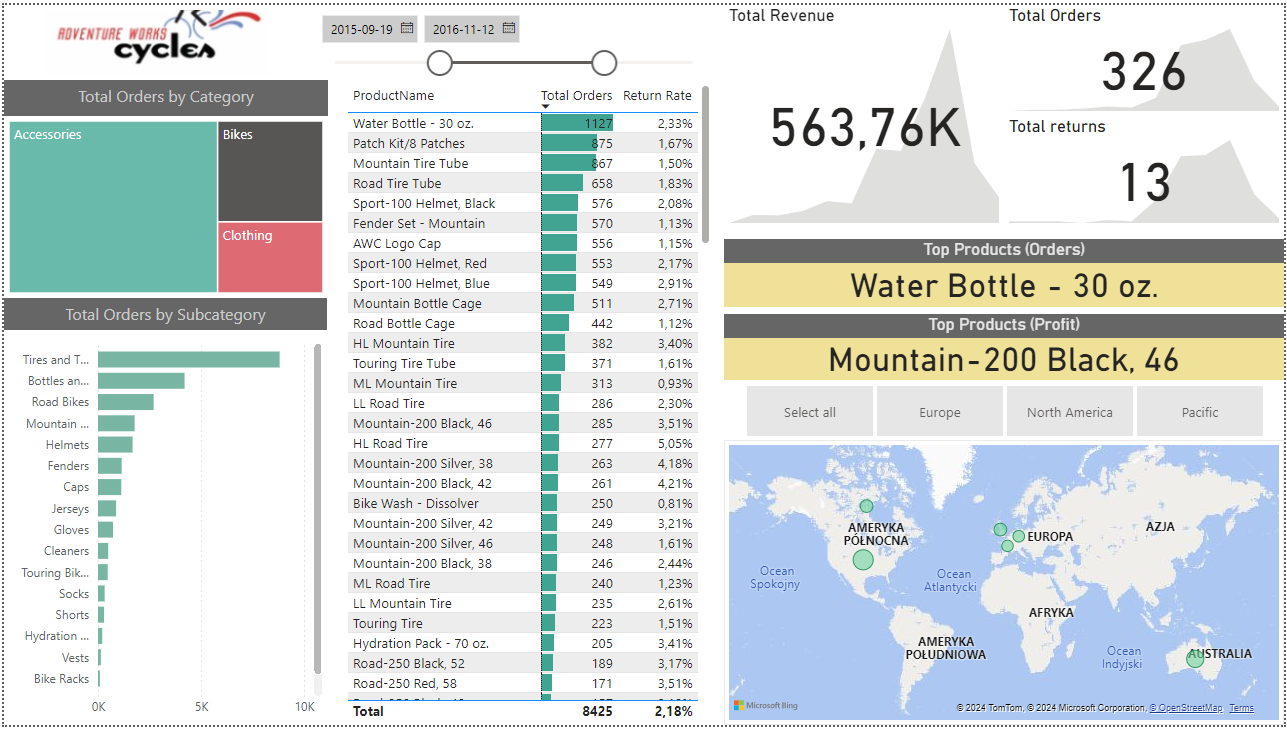 ADVENTURE WORKS
cycles
2015-09-19
2016-11-12
Total Orders by Category
Accessories
Bikes
Clothing
Total Orders by Subcategory
Tires and T...
Bottles an...
Road Bikes
Mountain ...
Helmets
Fenders
Caps
Jerseys
Gloves
Cleaners
Touring Bik...
Socks
Shorts
Hydration ...
Vests
Bike Racks
0K 5K 10K
ProductName Total Orders Return Rate
Water Bottle - 30 oz. 1127 2,33%
Patch Kit/8 Patches 875 1,67%
Mountain Tire Tube 867 1,50%
Road Tire Tube 658 1,83%
Sport-100 Helmet, Black 576 2,08%
Fender Set - Mountain 570 1,13%
AWC Logo Cap 556 1,15%
Sport-100 Helmet, Red 553 2,17%
Sport-100 Helmet, Blue 549 2,91%
Mountain Bottle Cage 511 2,71%
Road Bottle Cage 442 1,12%
HL Mountain Tire 382 3,40%
Touring Tire Tube 371 1,61%
ML Mountain Tire 313 0,93%
LL Road Tire 286 2,30%
Mountain-200 Black, 46 285 3,51%
HL Road Tire 277 5,05%
Mountain-200 Silver, 38 263 4,18%
Mountain-200 Black, 42 261 4,21%
Bike Wash - Dissolver 250 0,81%
Mountain-200 Silver, 42 249 3,21%
Mountain-200 Silver, 46 248 1,61%
Mountain-200 Black, 38 246 2,44%
ML Road Tire 240 1,23%
LL Mountain Tire 235 2,61%
Touring Tire 223 1,51%
Hydration Pack - 70 oz. 205 3,41%
Road-250 Black, 52 189 3,17%
Road-250 Red, 58 171 3,51%
Total 8425 2,18%
Total Revenue
563,76K
Total Orders
326
Total returns
13
Top Products (Orders)
Water Bottle - 30 oz.
Top Products (Profit)
Mountain-200 Black, 46
Select all
Europe
North America
Pacific
AMERYKA
PÓŁNOCNA
EUROPA
AZJA
Ocean
Spokojny
Ocean
Atlantycki
AFRYKA
AMERYKA
POŁUDNIOWA
Ocean
Indyjski
AUSTRALIA
Microsoft Bing
© 2024 TomTom, © 2024 Microsoft Corporation, © OpenStreetMap Terms